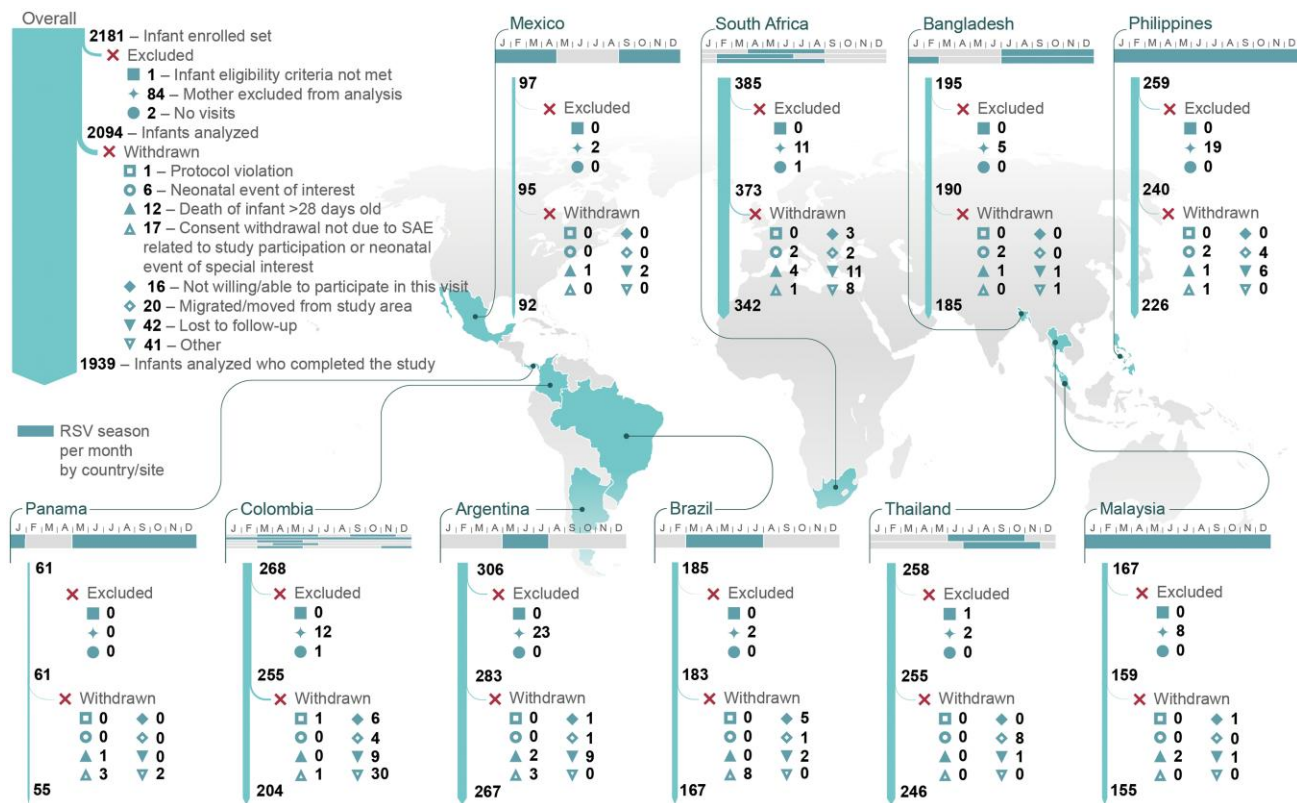 Overall
2181 – Infant enrolled set
Excluded
1 – Infant eligibility criteria not met
84 – Mother excluded from analysis
2 – No visits
2094 – Infants analyzed
Withdrawn
1 – Protocol violation
6 – Neonatal event of interest
12 – Death of infant >28 days old
17 – Consent withdrawal not due to SAE
related to study participation or neonatal
event of special interest
16 – Not willing/able to participate in this visit
20 – Migrated/moved from study area
42 – Lost to follow-up
41 – Other
1939 – Infants analyzed who completed the study
RSV season
per month
by country/site
Mexico
J F M A M J J A S O N D
97
Excluded
0
2
0
95
Withdrawn
0 0
0 0
1 2
0 0
92
South Africa
J F M A M J J A S O N D
385
Excluded
0
11
1
373
Withdrawn
0 3
2 2
4 11
1 8
342
Bangladesh
J F M A M J J A S O N D
195
Excluded
0
5
0
190
Withdrawn
0 0
2 0
1 1
0 1
185
Philippines
J F M A M J J A S O N D
259
Excluded
0
19
0
240
Withdrawn
0 0
2 4
1 6
1 0
226
Panama
J F M A M J J A S O N D
61
Excluded
0
0
0
61
Withdrawn
0 0
0 0
1 0
3 2
55
Colombia
J F M A M J J A S O N D
268
Excluded
0
12
1
255
Withdrawn
1 6
0 4
0 9
1 30
204
Argentina
J F M A M J J A S O N D
306
Excluded
0
23
0
283
Withdrawn
0 1
0 1
2 9
3 0
267
Brazil
J F M A M J J A S O N D
185
Excluded
0
2
0
183
Withdrawn
0 5
0 1
0 2
8 0
167
Thailand
J F M A M J J A S O N D
258
Excluded
1
2
0
255
Withdrawn
0 0
0 8
0 1
0 0
246
Malaysia
J F M A M J J A S O N D
167
Excluded
0
8
0
159
Withdrawn
0 1
0 0
2 1
0 0
155